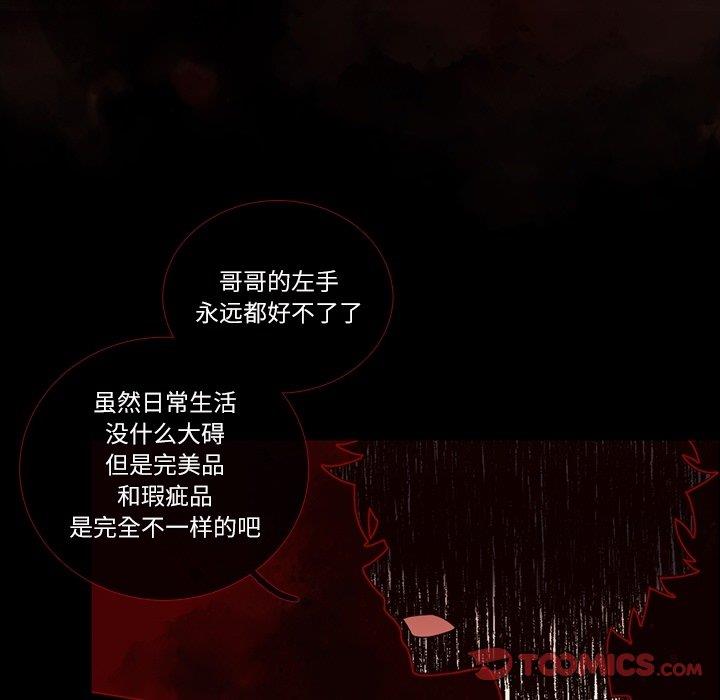 哥哥的左手
永远都好不了了
虽然日常生活
没什么大碍
但是完美品
和瑕疵品
是完全不一样的吧
TOOMICS.COM